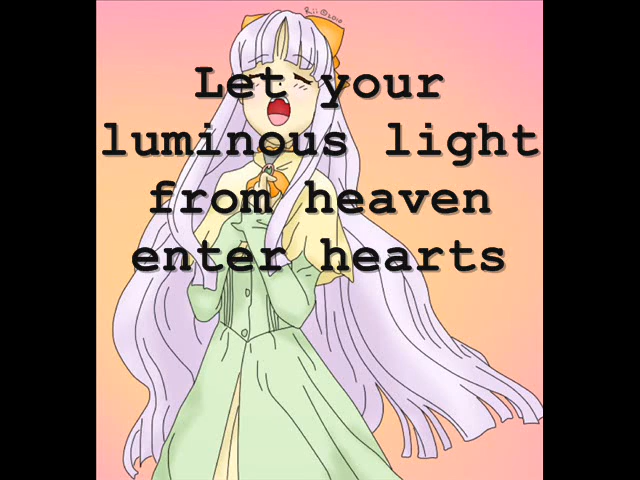 Let your
luminous light
from heaven
enter hearts